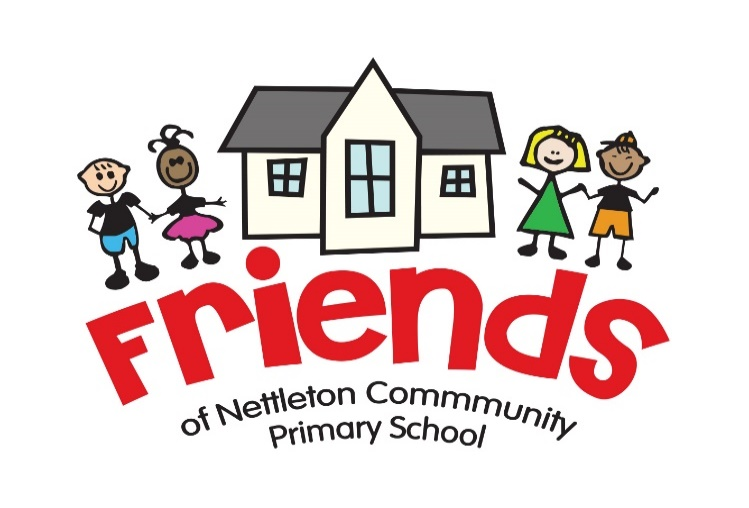 Friends
of Nettleton Commmunity
Primary School